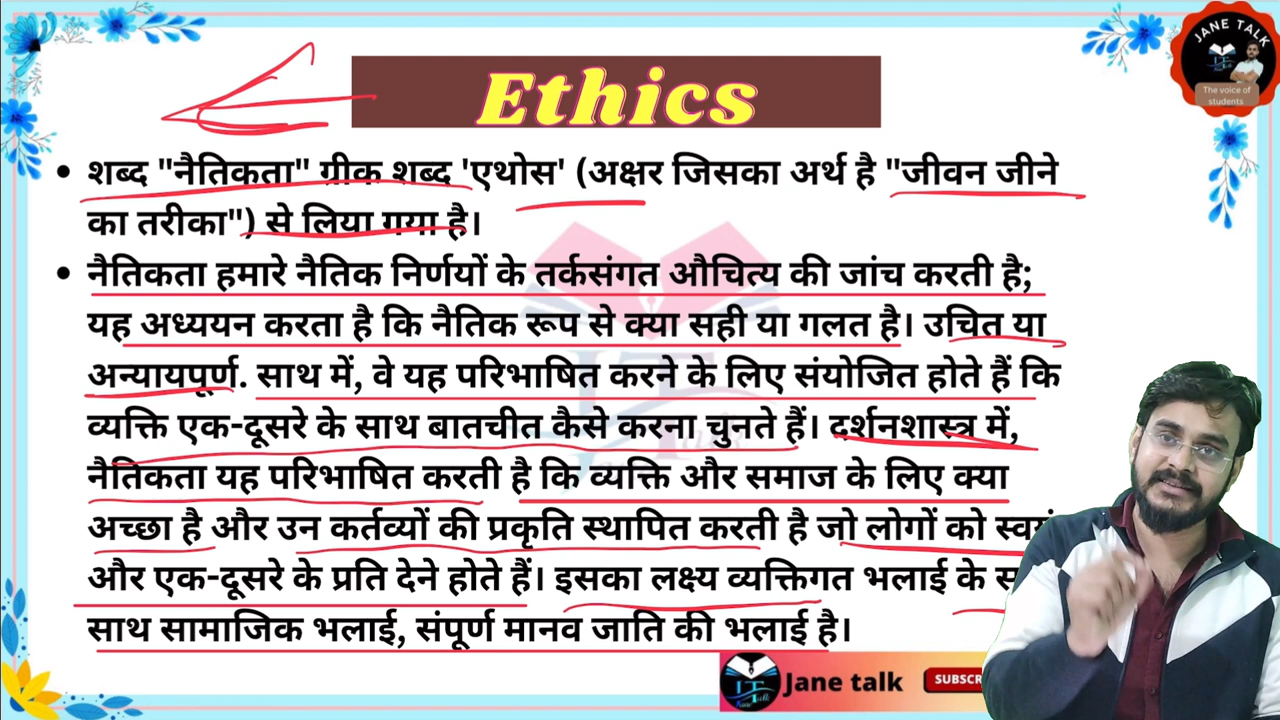 JANE TALK
The voice of
students
Ethics
• शब्द "नैतिकता" ग्रीक शब्द 'एथोस' (अक्षर जिसका अर्थ है "जीवन जीने
का तरीका") से लिया गया है।
• नैतिकता हमारे नैतिक निर्णयों के तर्कसंगत औचित्य की जांच करती है;
यह अध्ययन करता है कि नैतिक रूप से क्या सही या गलत है। उचित या
अन्यायपूर्ण. साथ में, वे यह परिभाषित करने के लिए संयोजित होते हैं कि
व्यक्ति एक-दूसरे के साथ बातचीत कैसे करना चुनते हैं। दर्शनशास्त्र में,
नैतिकता यह परिभाषित करती है कि व्यक्ति और समाज के लिए क्या
अच्छा है और उन कर्तव्यों की प्रकृति स्थापित करती है जो लोगों को स्वयं
और एक-दूसरे के प्रति देने होते हैं। इसका लक्ष्य व्यक्तिगत भलाई के
साथ सामाजिक भलाई, संपूर्ण मानव जाति की भलाई है।
Jane talk